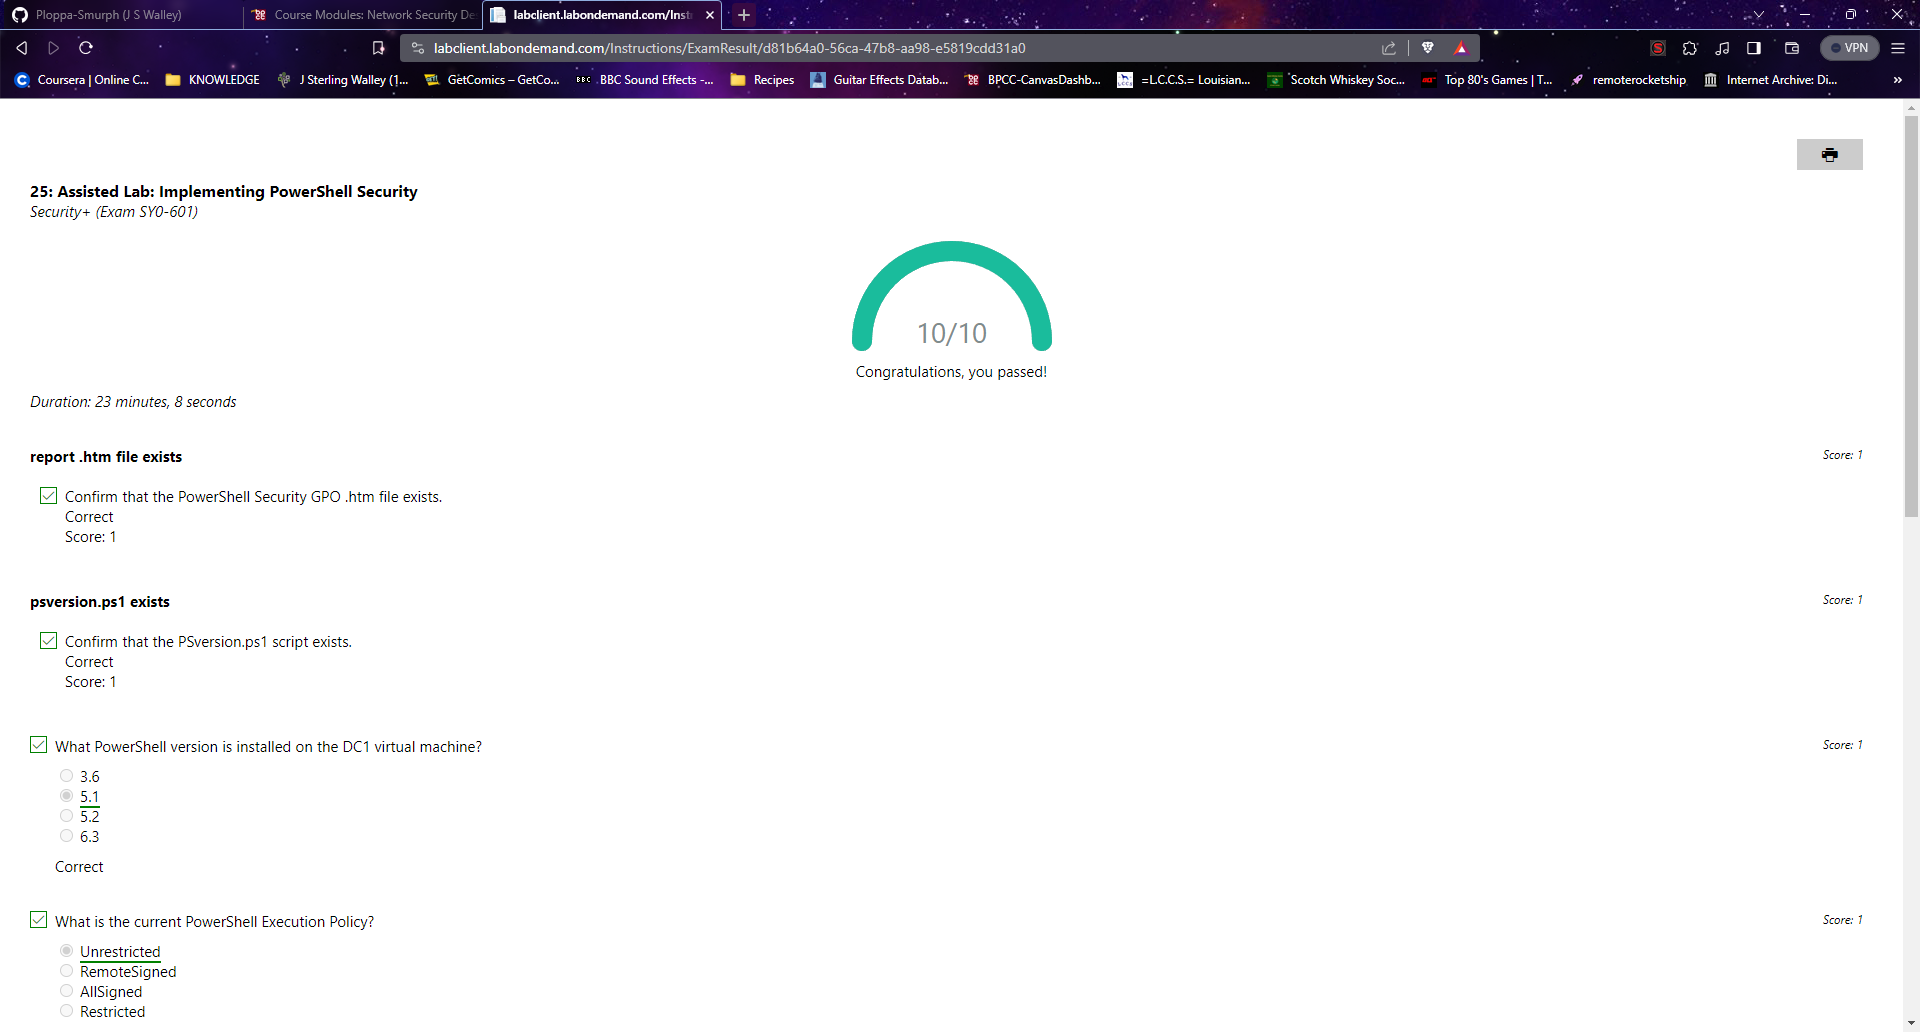 Ploppa-Smurph (J S Walley)
Course Modules: Network Security De
labclient.labondemand.com/Inst
labclient.labondemand.com/Instructions/ExamResult/d81b64a0-56ca-47b8-aa98-e5819cdd31a0
VPN
Coursera | Online C...
KNOWLEDGE
J Sterling Walley (1...
GetComics – GetCo...
BBC
BBC Sound Effects -...
Recipes
Guitar Effects Datab...
BPCC-CanvasDashb...
=L.C.C.S.= Louisian...
Scotch Whiskey Soc...
Top 80's Games | T...
remoterocketship
Internet Archive: Di...
25: Assisted Lab: Implementing PowerShell Security
Security+ (Exam SY0-601)
10/10
Congratulations, you passed!
Duration: 23 minutes, 8 seconds
report .htm file exists
Score: 1
Confirm that the PowerShell Security GPO .htm file exists.
Correct
Score: 1
psversion.ps1 exists
Score: 1
Confirm that the PSversion.ps1 script exists.
Correct
Score: 1
What PowerShell version is installed on the DC1 virtual machine?
Score: 1
3.6
5.1
5.2
6.3
Correct
What is the current PowerShell Execution Policy?
Score: 1
Unrestricted
RemoteSigned
AllSigned
Restricted